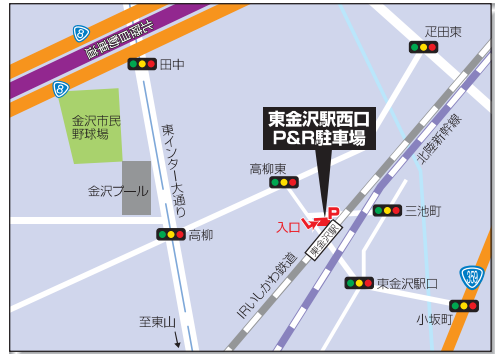 8
北陸自動車道
疋田東
田中
8
金沢市民
野球場
東金沢駅西口
P&R駐車場
北陸新幹線
東インター大通り
高柳東
金沢プール
P
三池町
入口
高柳
東金沢駅
IRいしかわ鉄道
359
東金沢駅口
小坂町
至東山